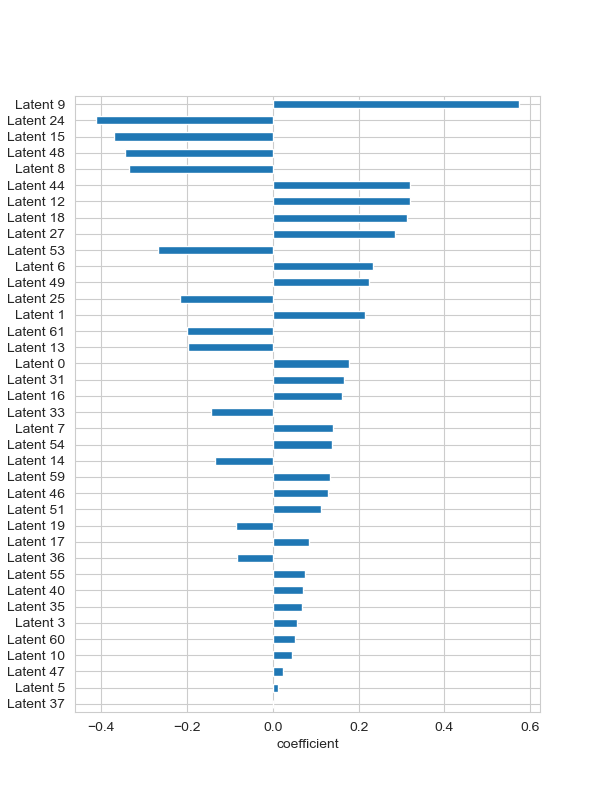 Latent 9
Latent 24
Latent 15
Latent 48
Latent 8
Latent 44
Latent 12
Latent 18
Latent 27
Latent 53
Latent 6
Latent 49
Latent 25
Latent 1
Latent 61
Latent 13
Latent 0
Latent 31
Latent 16
Latent 33
Latent 7
Latent 54
Latent 14
Latent 59
Latent 46
Latent 51
Latent 19
Latent 17
Latent 36
Latent 55
Latent 40
Latent 35
Latent 3
Latent 60
Latent 10
Latent 47
Latent 5
Latent 37
−0.4 −0.2 0.0 0.2 0.4 0.6
coefficient